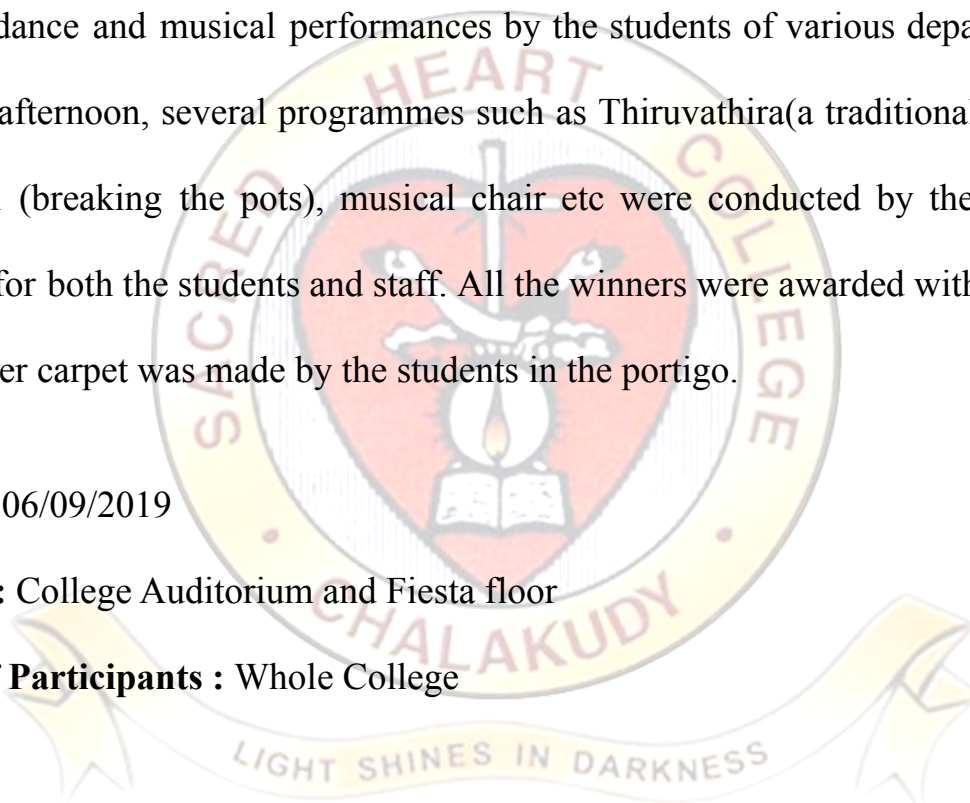 dance and musical performances by the students of various depa
afternoon, several programmes such as Thiruvathira(a traditional
(breaking the pots), musical chair etc were conducted by the
for both the students and staff. All the winners were awarded with
er carpet was made by the students in the portigo.
06/09/2019
: College Auditorium and Fiesta floor
Participants : Whole College
SACRED HEART COLLEGE
CHALAKUDY
LIGHT SHINES IN DARKNESS